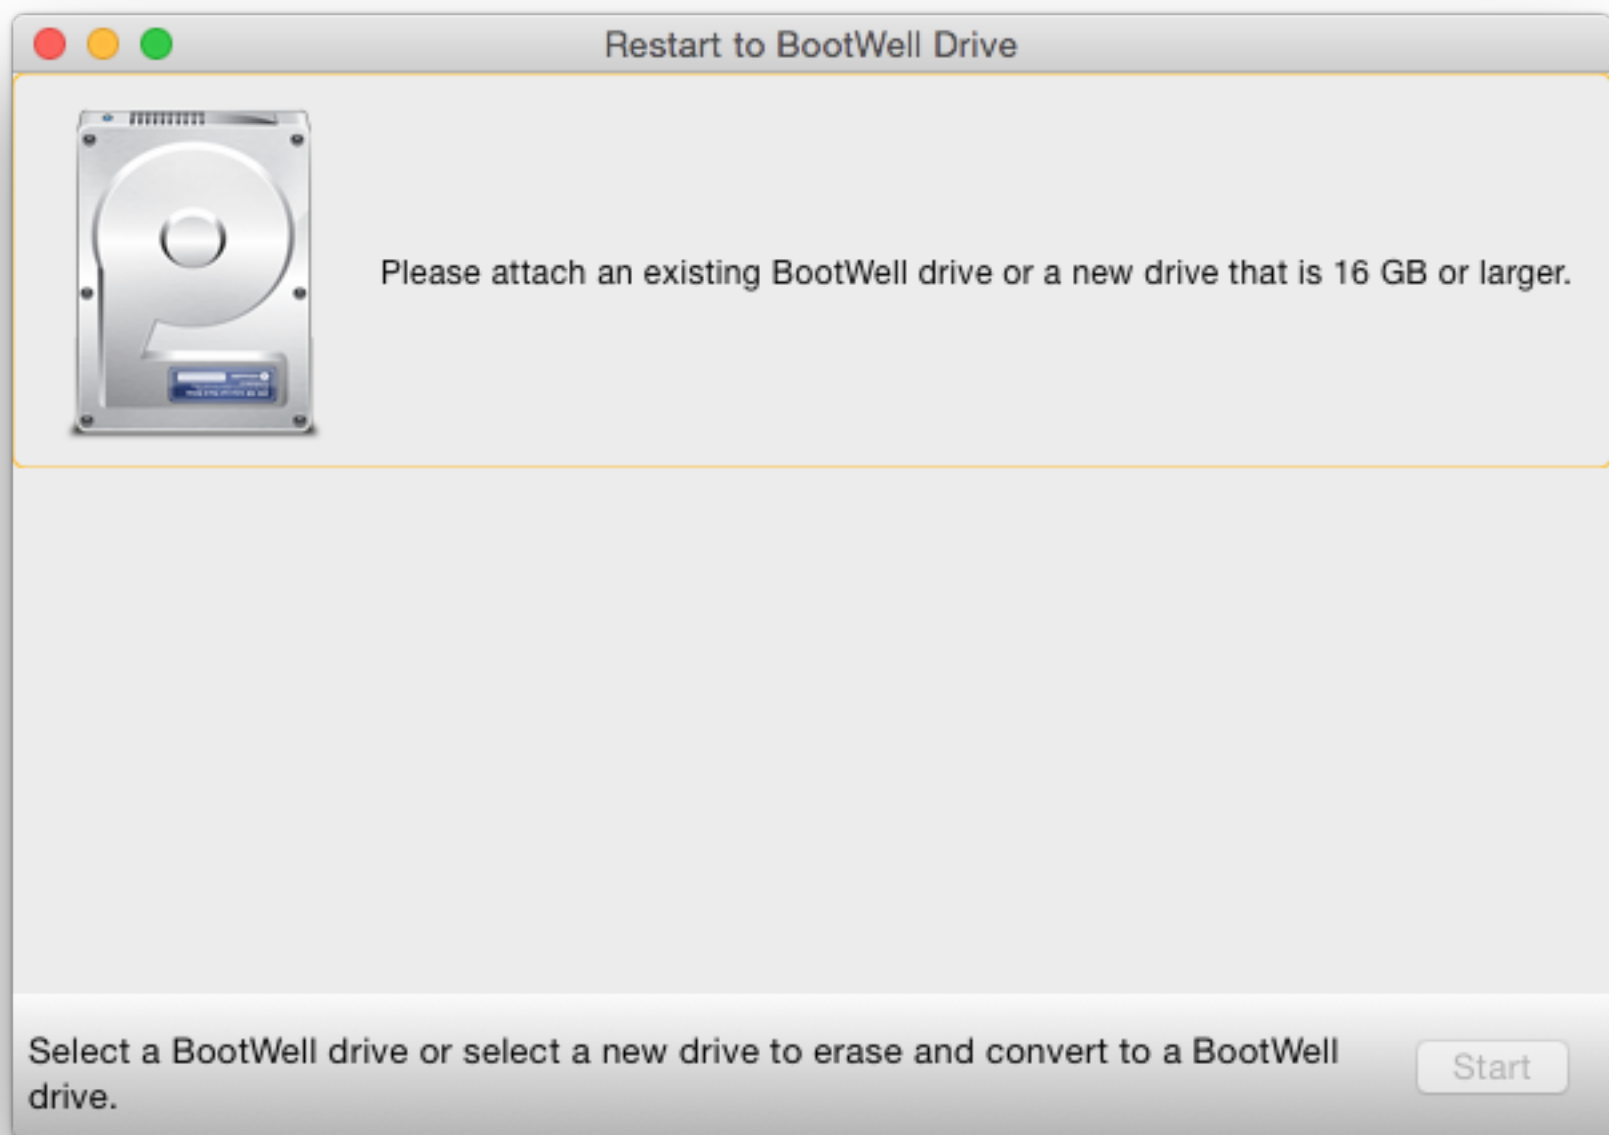 Restart to BootWell Drive
Please attach an existing BootWell drive or a new drive that is 16 GB or larger.
Select a BootWell drive or select a new drive to erase and convert to a BootWell
drive.
Start